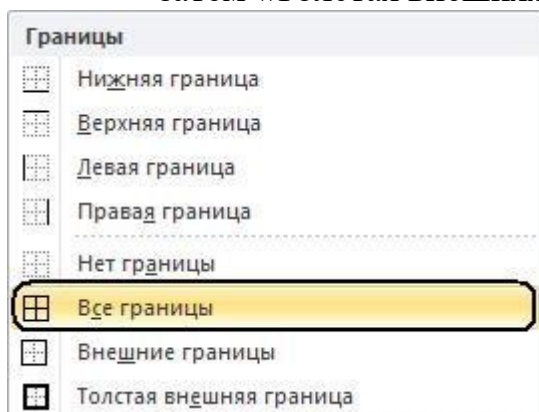 Границы
Нижняя граница
Верхняя граница
Левая граница
Правая граница
Нет границы
Все границы
Внешние границы
Толстая внешняя граница